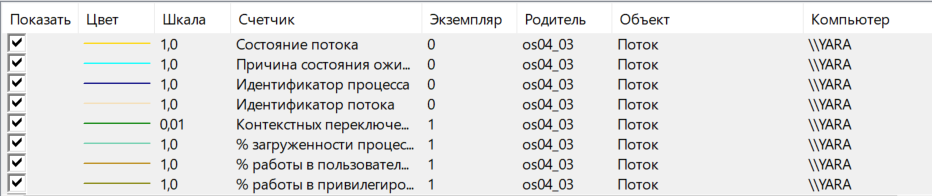 Показать Цвет Шкала Счетчик Экземпляр Родитель Объект Компьютер
1,0 Состояние потока 0 os04_03 Поток \\YARA
1,0 Причина состояния ожи... 0 os04_03 Поток \\YARA
1,0 Идентификатор процесса 0 os04_03 Поток \\YARA
1,0 Идентификатор потока 0 os04_03 Поток \\YARA
0,01 Контекстных переключе... 1 os04_03 Поток \\YARA
1,0 % загруженности процес... 1 os04_03 Поток \\YARA
1,0 % работы в пользовател... 1 os04_03 Поток \\YARA
1,0 % работы в привилегиро... 1 os04_03 Поток \\YARA